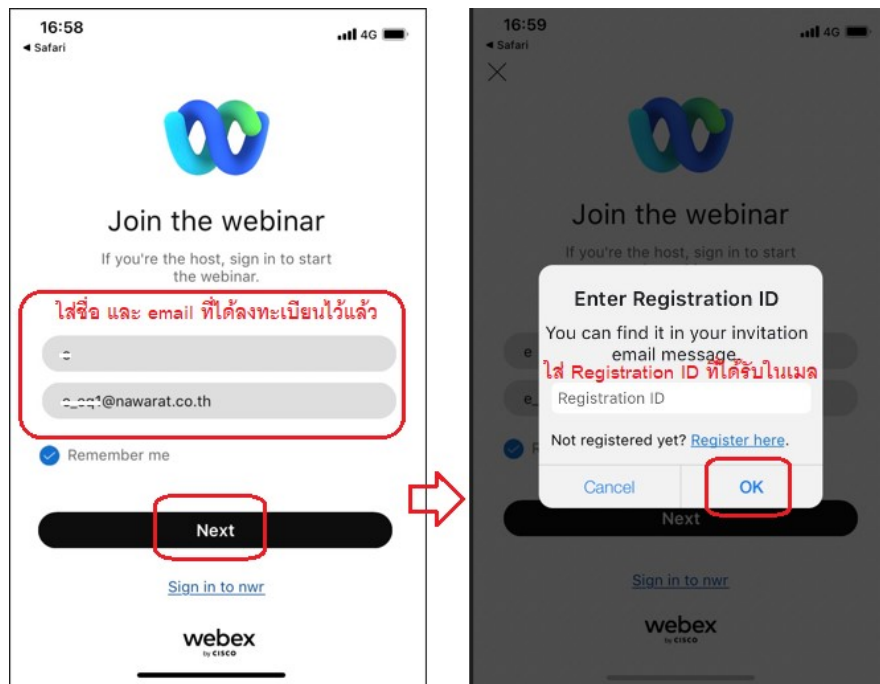 16:58
4G
Safari
Join the webinar
If you're the host, sign in to start
the webinar.
ใส่ชื่อ และ email ที่ได้ลงทะเบียนไว้แล้ว
e
@nawarat.co.th
Remember me
Next
Sign in to nwr
webex
by CISCO
16:59
4G
Safari
Join the webinar
If you're the host, sign in to start
Enter Registration ID
You can find it in your invitation
email message.
ใส่ Registration ID ที่ได้รับในเมล
Registration ID
Not registered yet? Register here.
Cancel
OK
Next
Sign in to nwr
webex
by CISCO